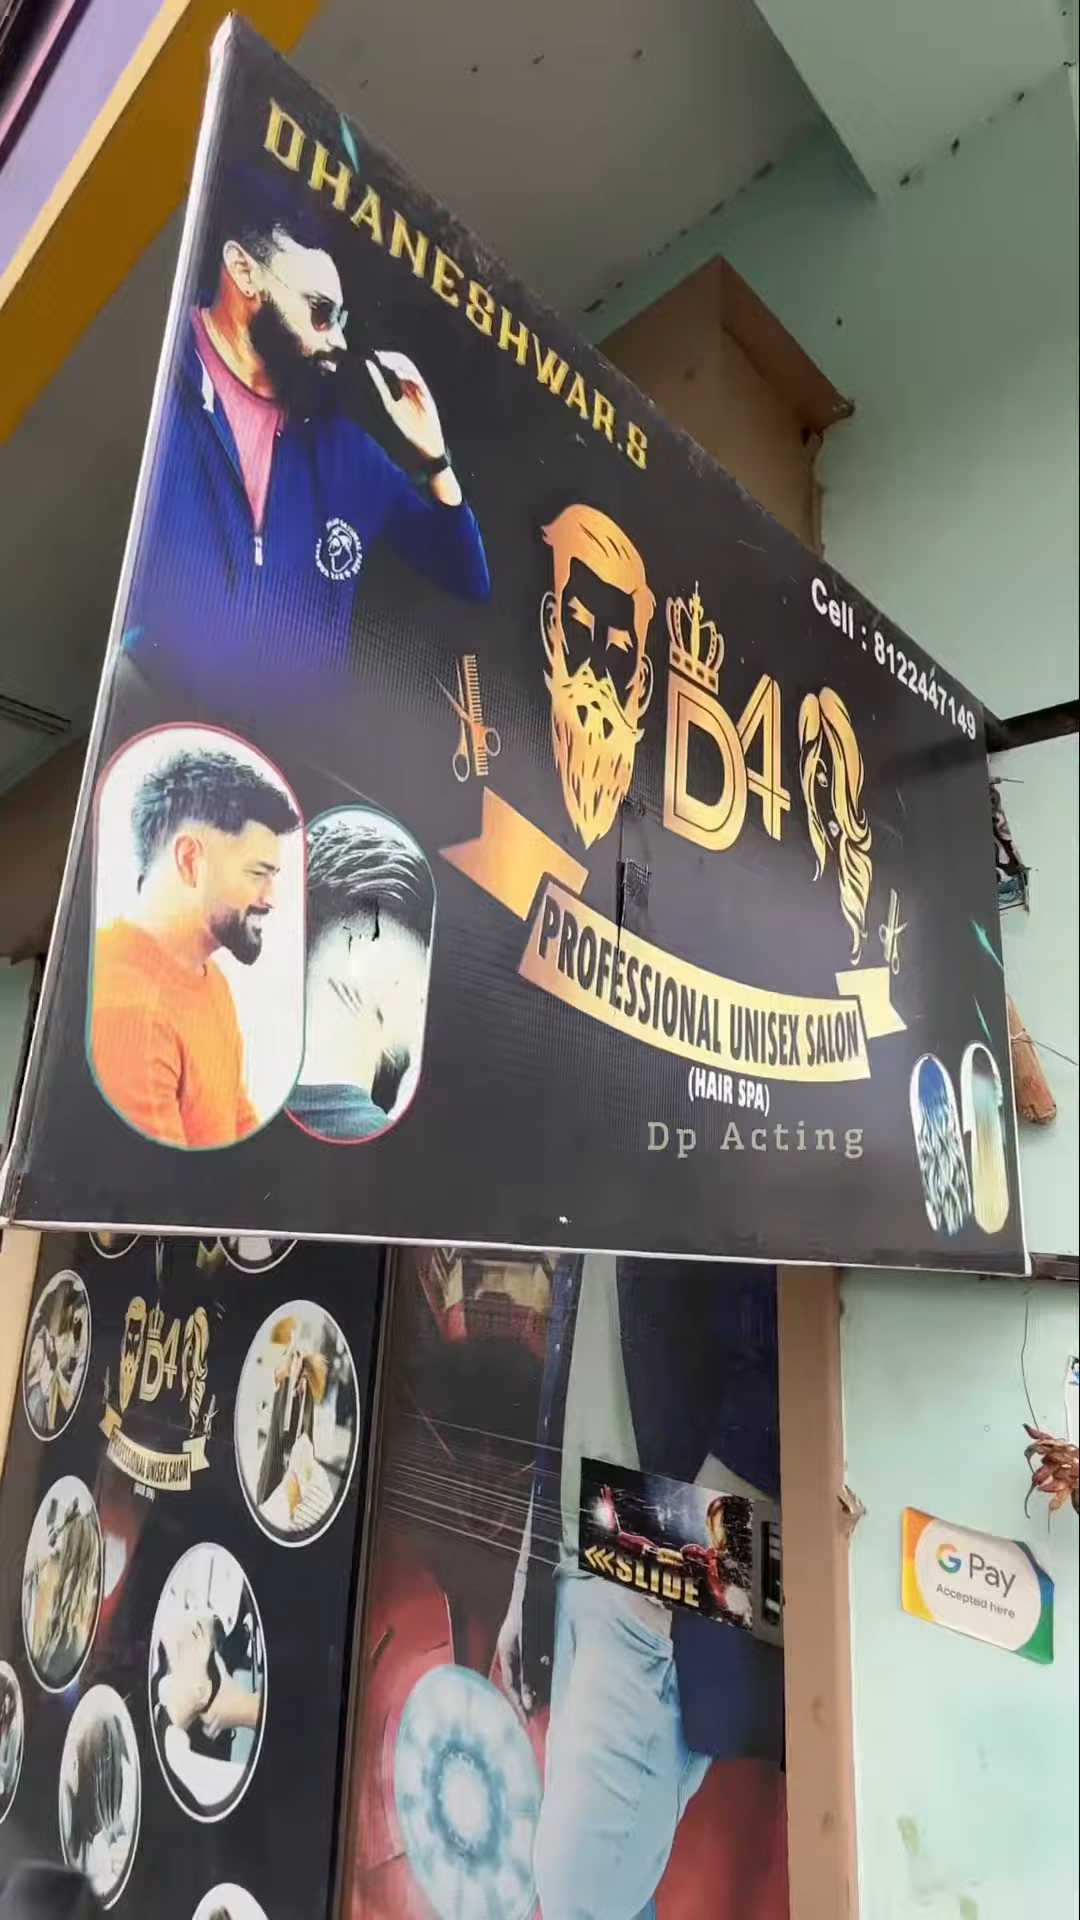 DHANESHWAR.S
Cell : 8122447149
D4
PROFESSIONAL UNISEX SALON
(HAIR SPA)
Dp Acting
D4
PROFESSIONAL UNISEX SALON
(HAIR SPA)
<<<SLIDE
G Pay
Accepted here